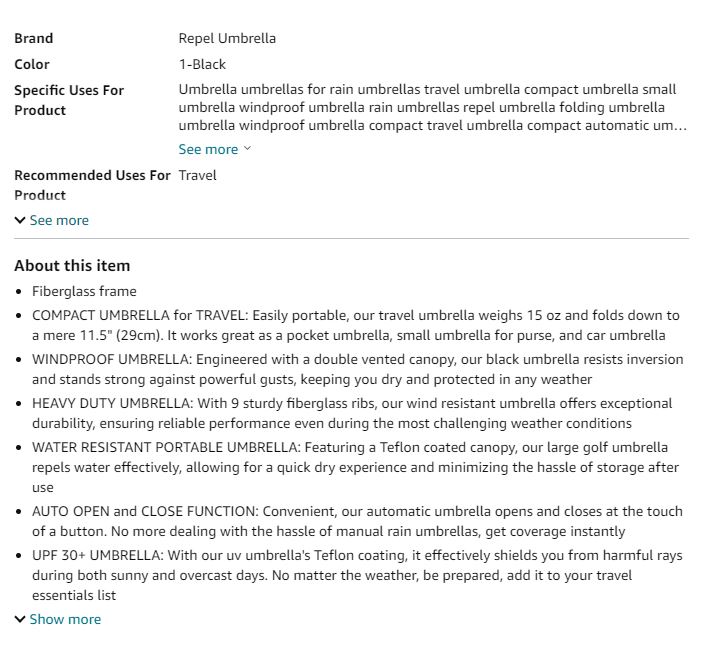 Brand Repel Umbrella
Color 1-Black
Specific Uses For Product Umbrella umbrellas for rain umbrellas travel umbrella compact umbrella small
umbrella windproof umbrella rain umbrellas repel umbrella folding umbrella
umbrella windproof umbrella compact travel umbrella compact automatic um...
See more
Recommended Uses For Product Travel
See more
About this item
Fiberglass frame
COMPACT UMBRELLA for TRAVEL: Easily portable, our travel umbrella weighs 15 oz and folds down to
a mere 11.5" (29cm). It works great as a pocket umbrella, small umbrella for purse, and car umbrella
WINDPROOF UMBRELLA: Engineered with a double vented canopy, our black umbrella resists inversion
and stands strong against powerful gusts, keeping you dry and protected in any weather
HEAVY DUTY UMBRELLA: With 9 sturdy fiberglass ribs, our wind resistant umbrella offers exceptional
durability, ensuring reliable performance even during the most challenging weather conditions
WATER RESISTANT PORTABLE UMBRELLA: Featuring a Teflon coated canopy, our large golf umbrella
repels water effectively, allowing for a quick dry experience and minimizing the hassle of storage after
use
AUTO OPEN and CLOSE FUNCTION: Convenient, our automatic umbrella opens and closes at the touch
of a button. No more dealing with the hassle of manual rain umbrellas, get coverage instantly
UPF 30+ UMBRELLA: With our uv umbrella's Teflon coating, it effectively shields you from harmful rays
during both sunny and overcast days. No matter the weather, be prepared, add it to your travel
essentials list
Show more